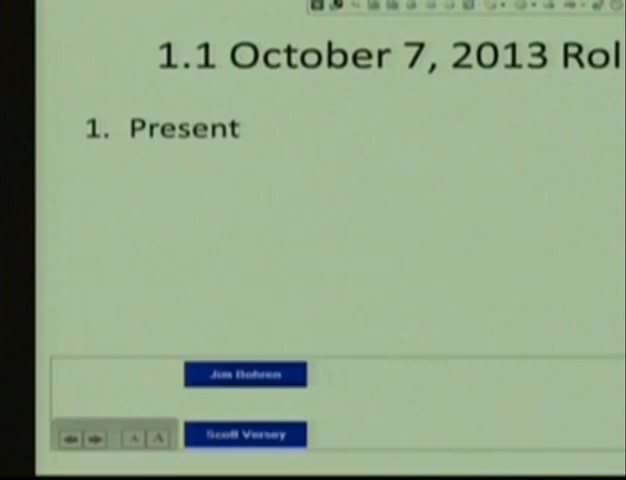 1.1 October 7, 2013 Rol
1. Present
Jim Bohren
Scott Versey
A A